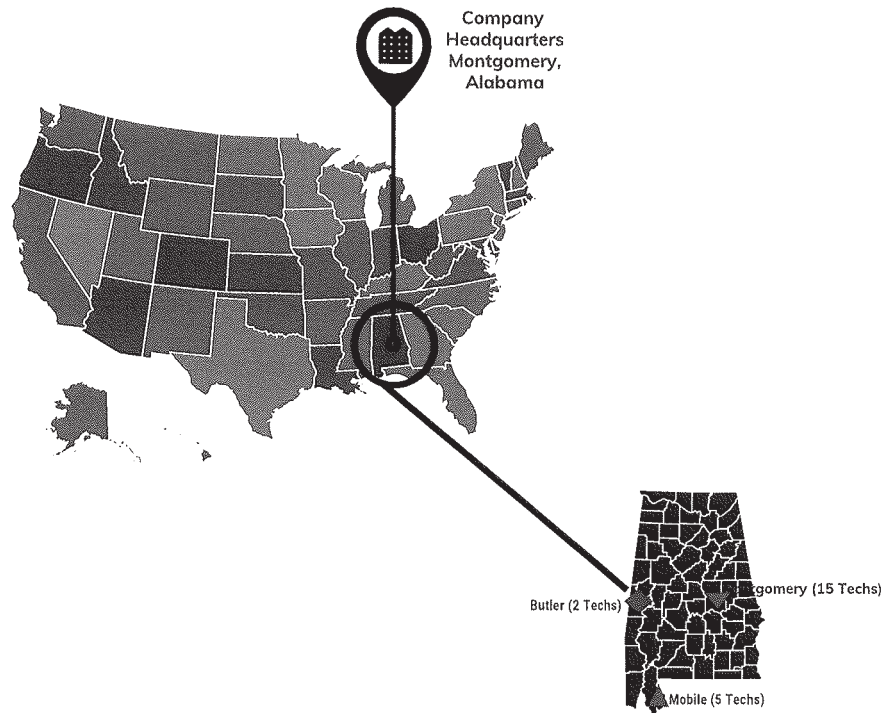 Company
Headquarters
Montgomery,
Alabama
gomery (15 Techs)
Butler (2 Techs)
Mobile (5 Techs)